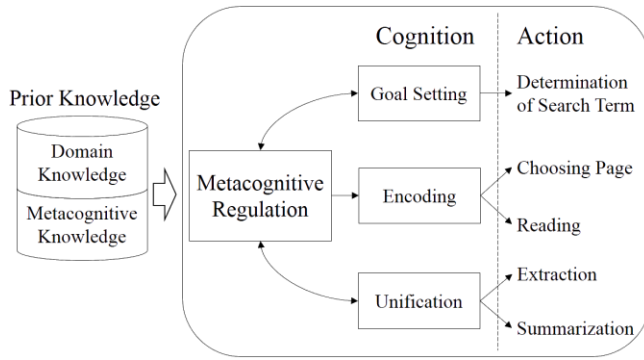 Cognition
Action
Prior Knowledge
Domain
Knowledge
Metacognitive
Knowledge
Metacognitive
Regulation
Goal Setting
Encoding
Unification
Determination
of Search Term
Choosing Page
Reading
Extraction
Summarization